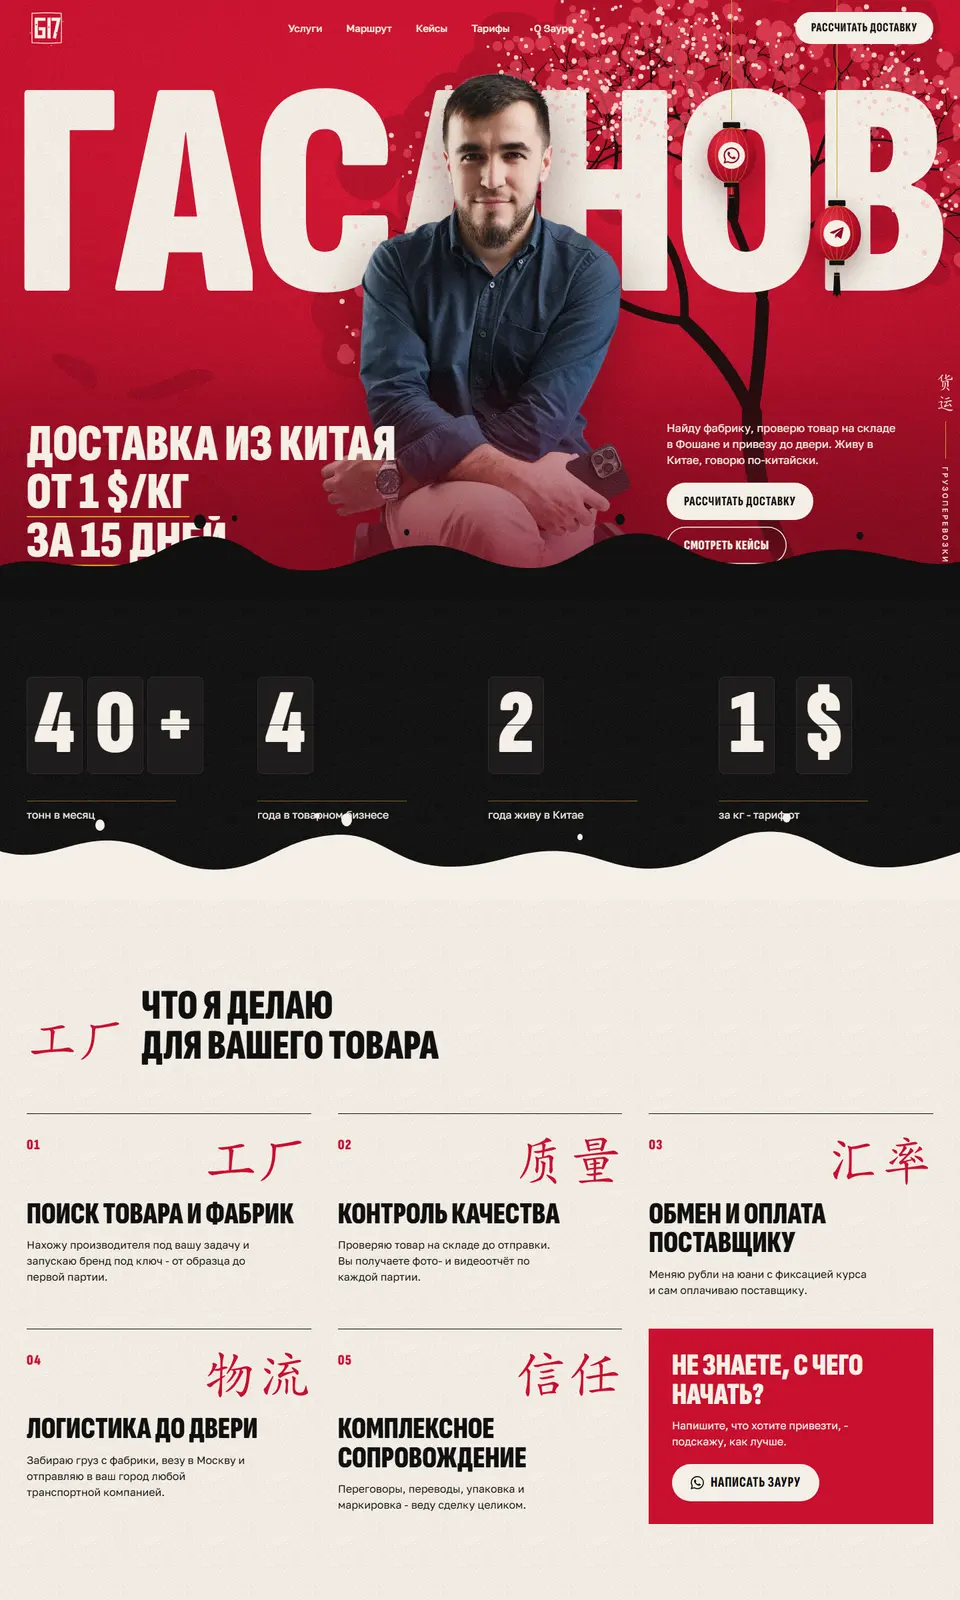 G17
Услуги
Маршрут
Кейсы
Тарифы
О Зауре
РАССЧИТАТЬ ДОСТАВКУ
ГАСАНОВ
货运
ГРУЗОПЕРЕВОЗКИ
ДОСТАВКА ИЗ КИТАЯ
ОТ 1 $/КГ
ЗА 15 ДНЕЙ
Найду фабрику, проверю товар на складе
в Фошане и привезу до двери. Живу в
Китае, говорю по-китайски.
РАССЧИТАТЬ ДОСТАВКУ
СМОТРЕТЬ КЕЙСЫ
40+
тонн в месяц
4
года в товарном бизнесе
2
года живу в Китае
1 $
за кг - тариф от
工厂
ЧТО Я ДЕЛАЮ
ДЛЯ ВАШЕГО ТОВАРА
01
工厂
ПОИСК ТОВАРА И ФАБРИК
Нахожу производителя под вашу задачу и
запускаю бренд под ключ - от образца до
первой партии.
02
质量
КОНТРОЛЬ КАЧЕСТВА
Проверяю товар на складе до отправки.
Вы получаете фото- и видеоотчёт по
каждой партии.
03
汇率
ОБМЕН И ОПЛАТА
ПОСТАВЩИКУ
Меняю рубли на юани с фиксацией курса
и сам оплачиваю поставщику.
04
物流
ЛОГИСТИКА ДО ДВЕРИ
Забираю груз с фабрики, везу в Москву и
отправляю в ваш город любой
транспортной компанией.
05
信任
КОМПЛЕКСНОЕ
СОПРОВОЖДЕНИЕ
Переговоры, переводы, упаковка и
маркировка - веду сделку целиком.
НЕ ЗНАЕТЕ, С ЧЕГО
НАЧАТЬ?
Напишите, что хотите привезти, -
подскажу, как лучше.
НАПИСАТЬ ЗАУРУ